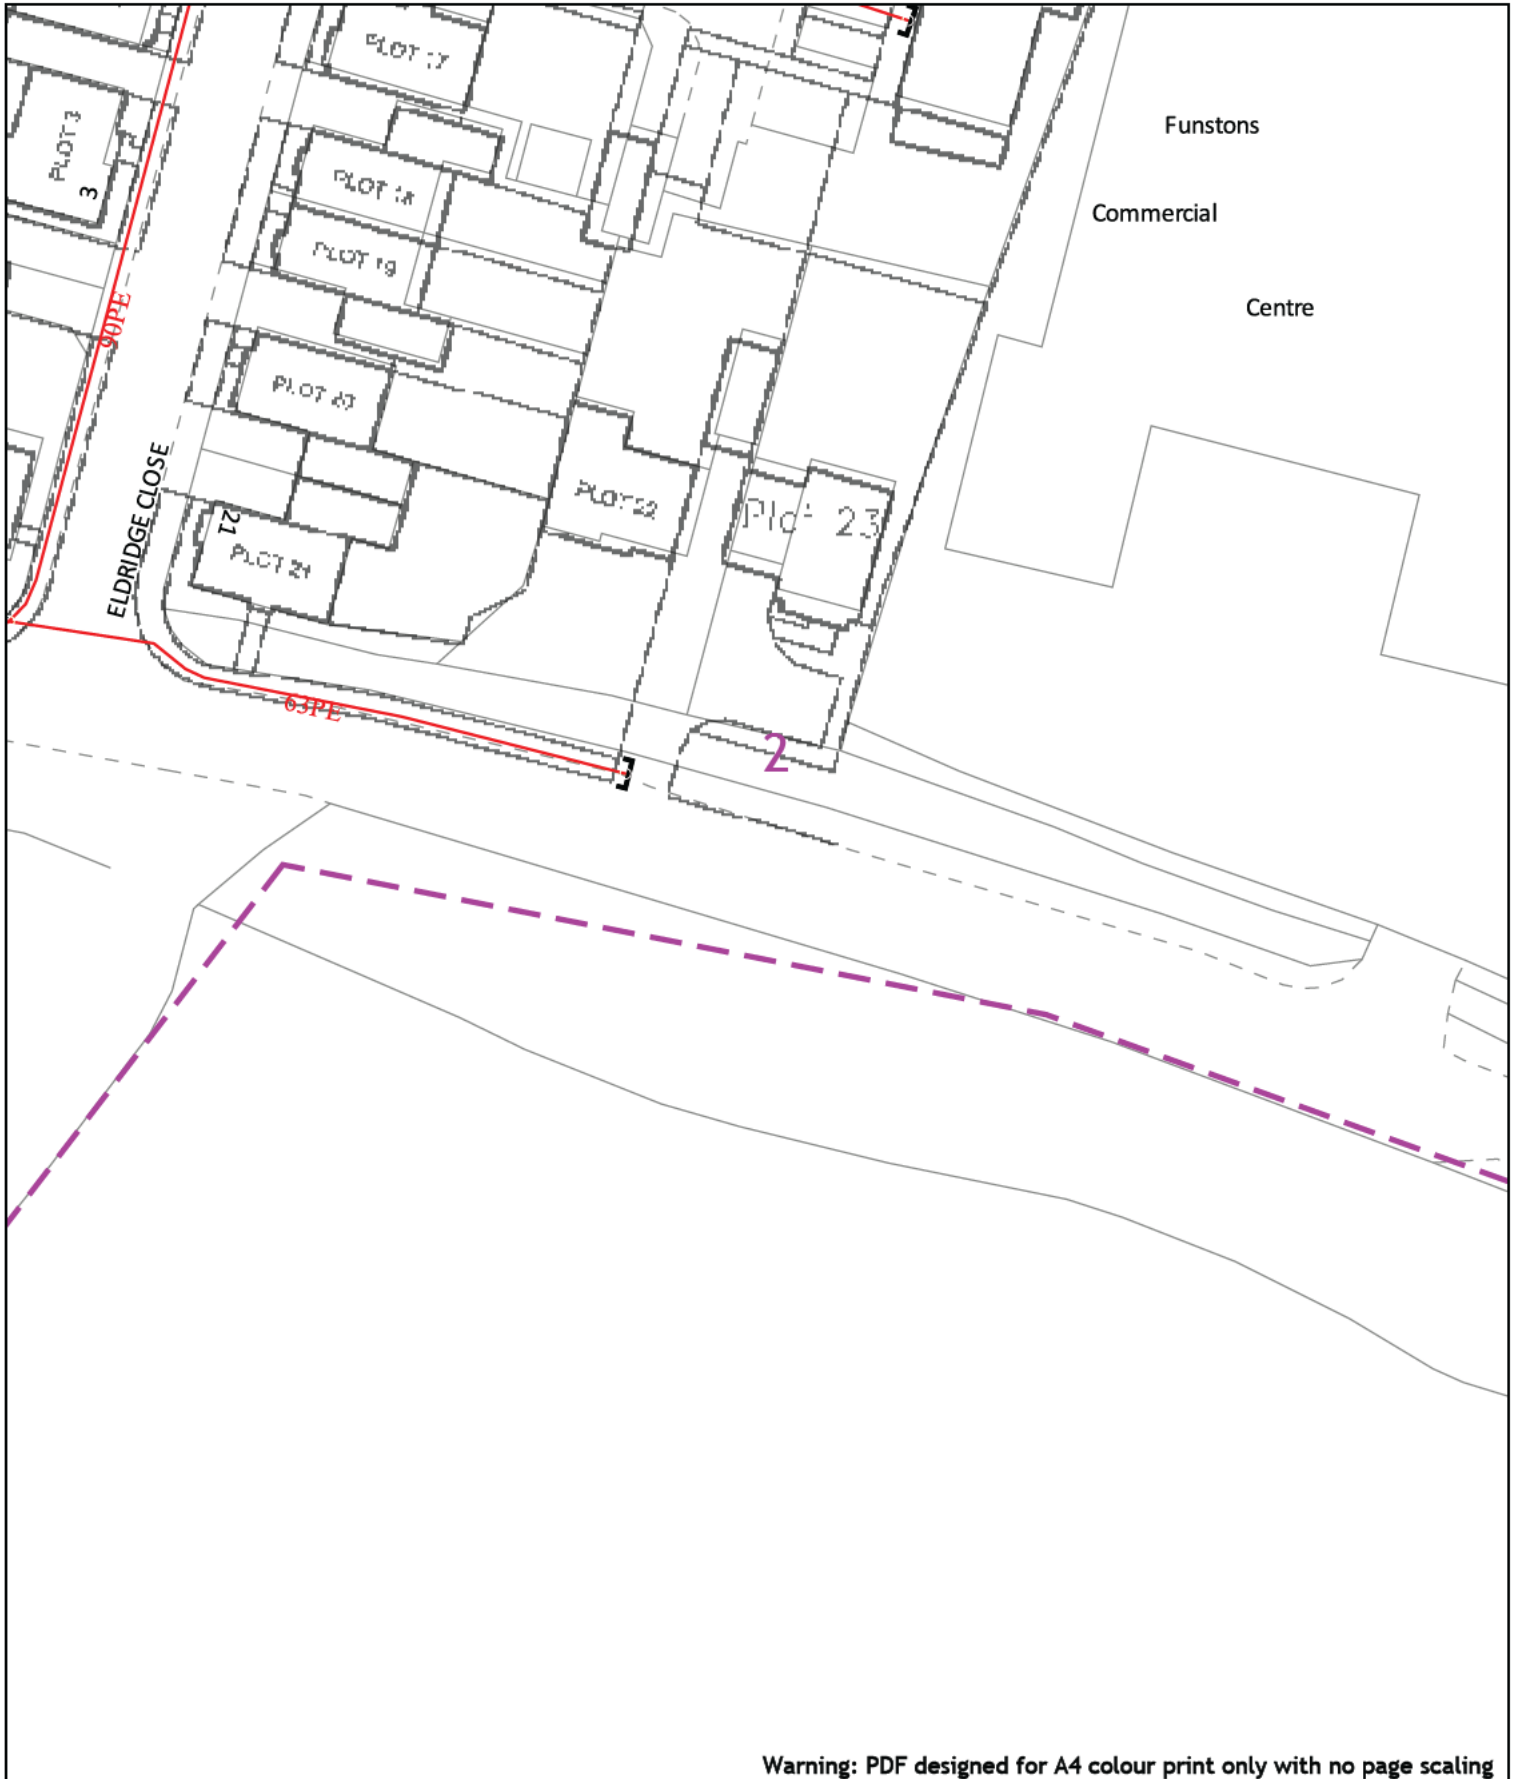 PLOT 17
Funstons
PLOT 3
3
PLOT 18
Commercial
PLOT 19
90PE
Centre
PLOT 20
ELDRIDGE CLOSE
PLOT 22
Plot 23
21
PLOT 21
63PE
2
Warning: PDF designed for A4 colour print only with no page scaling